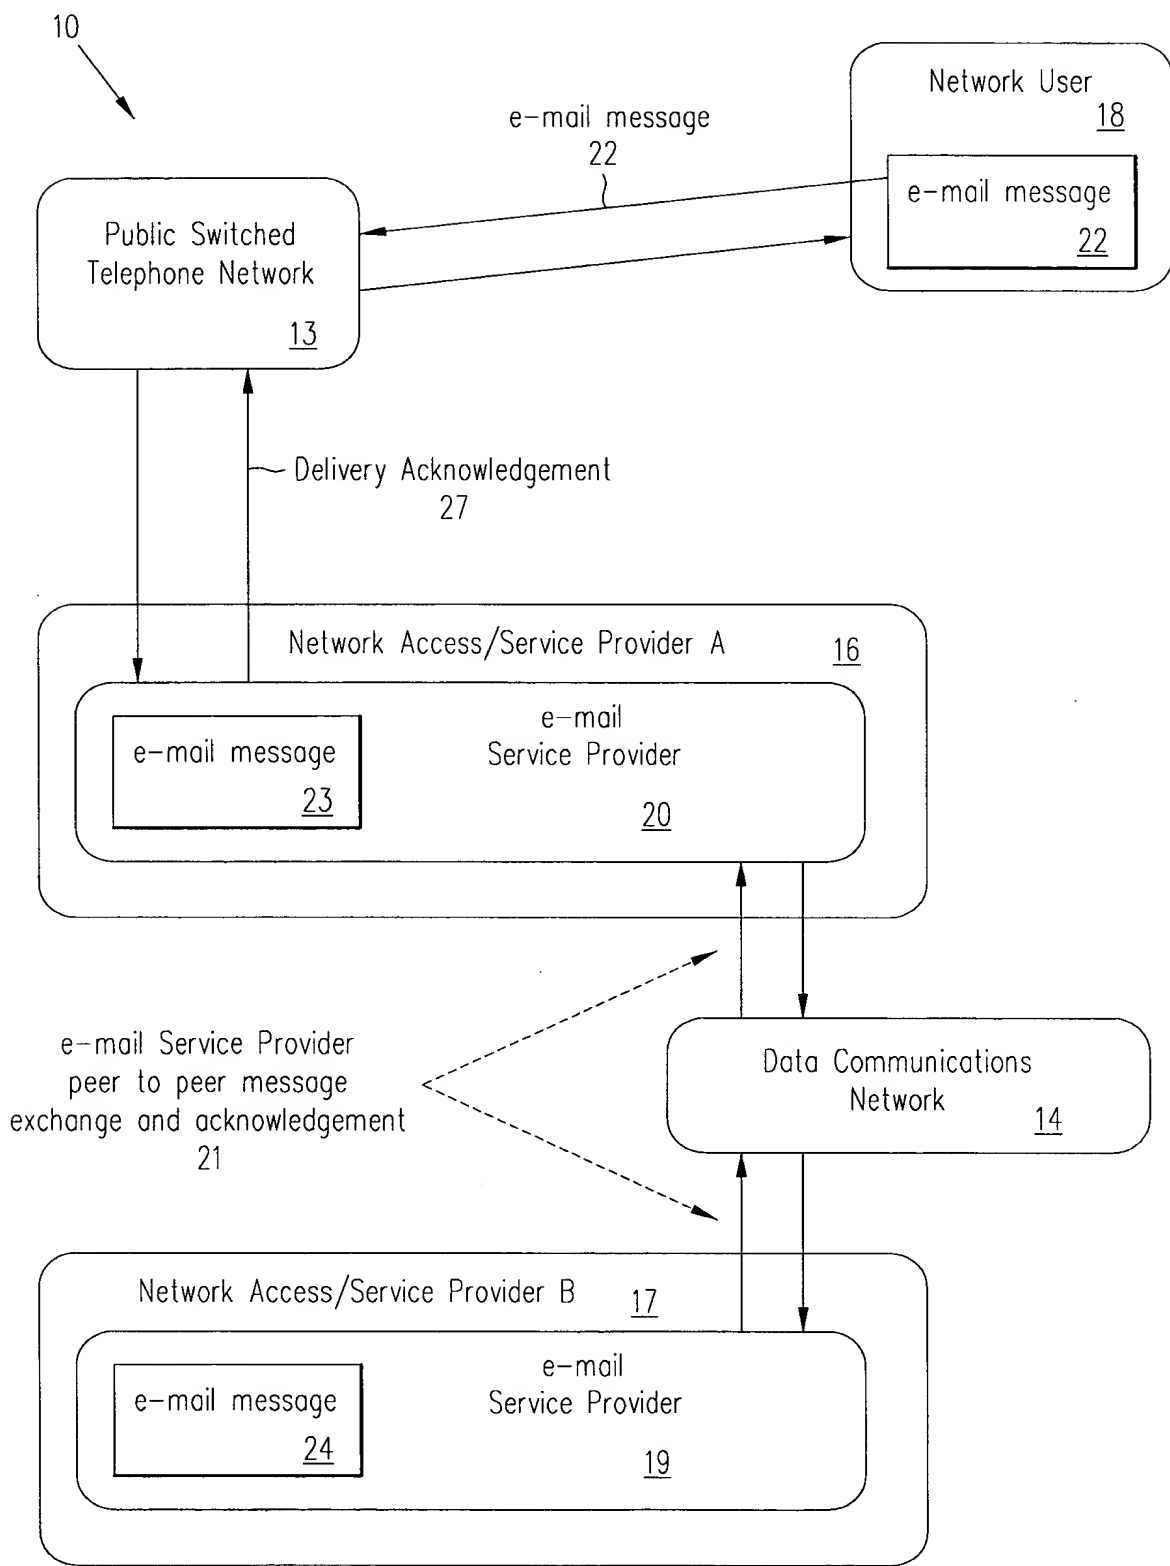 10
Network User
18
e-mail message
22
e-mail message
22
Public Switched
Telephone Network
13
Delivery Acknowledgement
27
Network Access/Service Provider A
16
e-mail
Service Provider
20
e-mail message
23
e-mail Service Provider
peer to peer message
exchange and acknowledgement
21
Data Communications
Network
14
Network Access/Service Provider B
17
e-mail
Service Provider
19
e-mail message
24